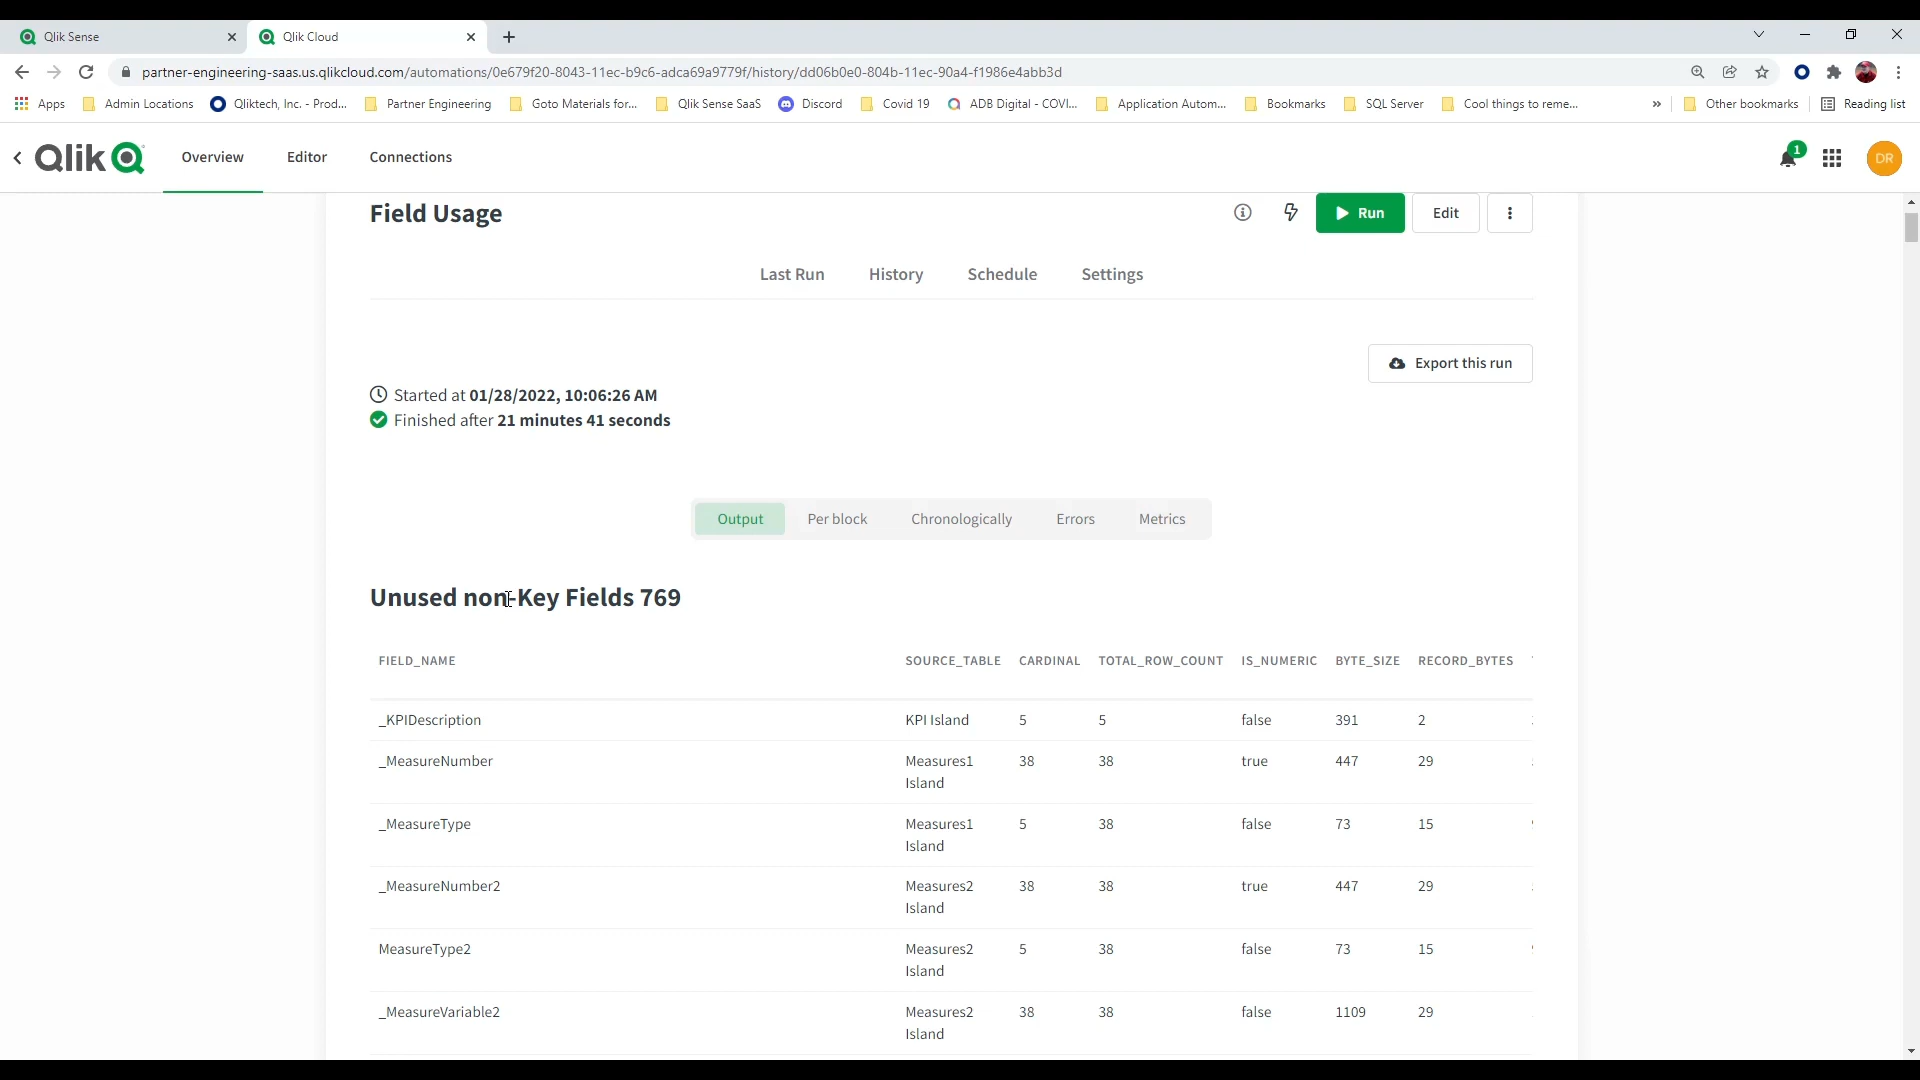 Qlik Sense
Qlik Cloud
partner-engineering-saas.us.qlikcloud.com/automations/0e679f20-8043-11ec-b9c6-adca69a9779f/history/dd06b0e0-804b-11ec-90a4-f1986e4abb3d
Apps Admin Locations Qliktech, Inc. - Prod... Partner Engineering Goto Materials for... Qlik Sense SaaS Discord Covid 19 ADB Digital - COVI... Application Autom... Bookmarks SQL Server Cool things to reme... » Other bookmarks Reading list
Qlik Overview Editor Connections 1 DR
Field Usage Run Edit
Last Run History Schedule Settings
Export this run
Started at 01/28/2022, 10:06:26 AM
Finished after 21 minutes 41 seconds
Output Per block Chronologically Errors Metrics
Unused non-Key Fields 769
FIELD_NAME SOURCE_TABLE CARDINAL TOTAL_ROW_COUNT IS_NUMERIC BYTE_SIZE RECORD_BYTES
_KPIDescription KPI Island 5 5 false 391 2
_MeasureNumber Measures1 38 38 true 447 29
Island
_MeasureType Measures1 5 38 false 73 15
Island
_MeasureNumber2 Measures2 38 38 true 447 29
Island
MeasureType2 Measures2 5 38 false 73 15
Island
_MeasureVariable2 Measures2 38 38 false 1109 29
Island